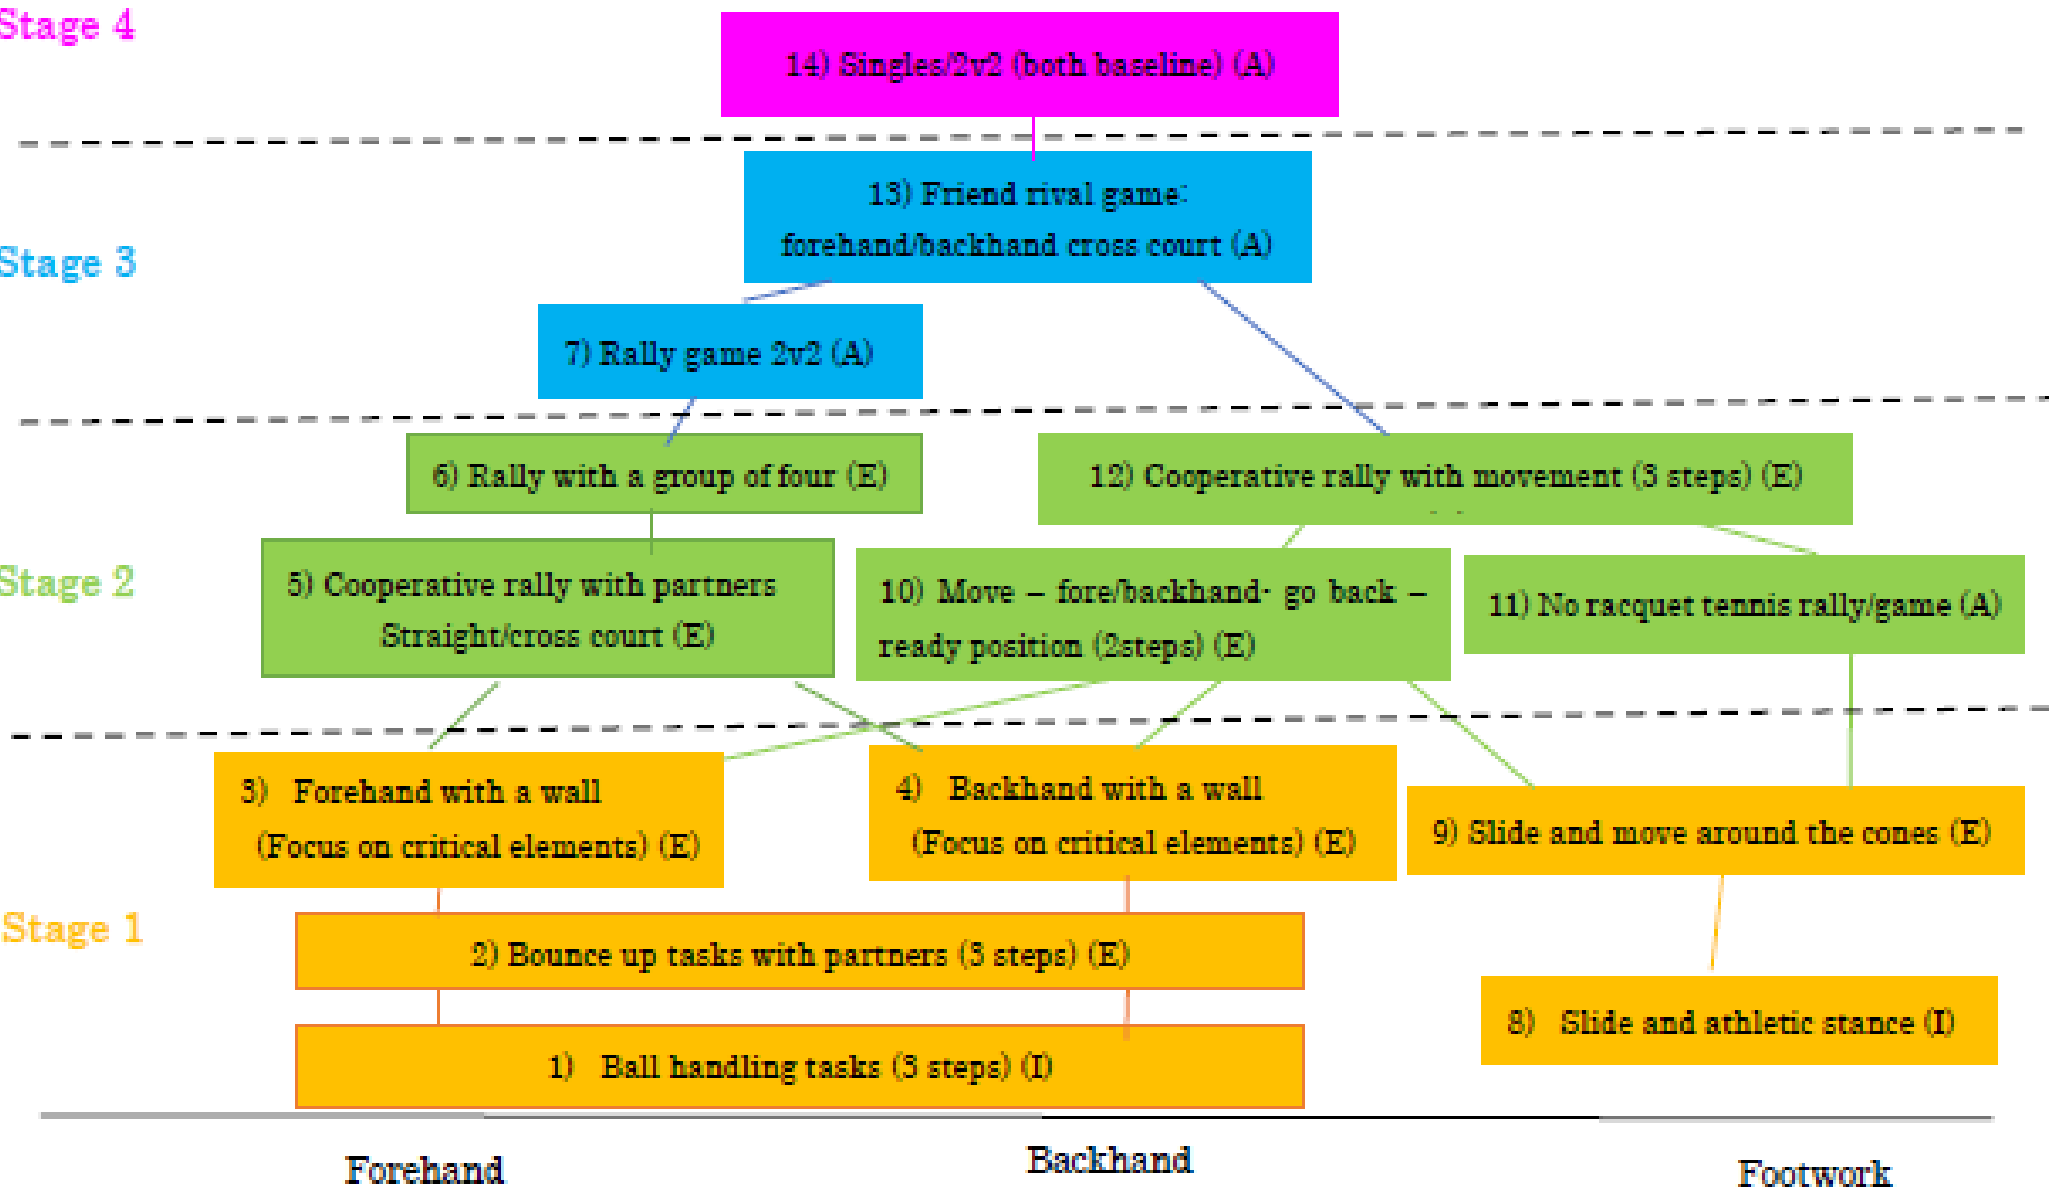 Stage 4
14) Singles/2v2 (both baseline) (A)
13) Friend rival game:
forehand/backhand cross court (A)
Stage 3
7) Rally game 2v2 (A)
6) Rally with a group of four (E)
12) Cooperative rally with movement (3 steps) (E)
Stage 2
5) Cooperative rally with partners
Straight/cross court (E)
10) Move – fore/backhand- go back –
ready position (2steps) (E)
11) No racquet tennis rally/game (A)
3) Forehand with a wall
(Focus on critical elements) (E)
4) Backhand with a wall
(Focus on critical elements) (E)
9) Slide and move around the cones (E)
Stage 1
2) Bounce up tasks with partners (3 steps) (E)
8) Slide and athletic stance (I)
1) Ball handling tasks (3 steps) (I)
Forehand
Backhand
Footwork